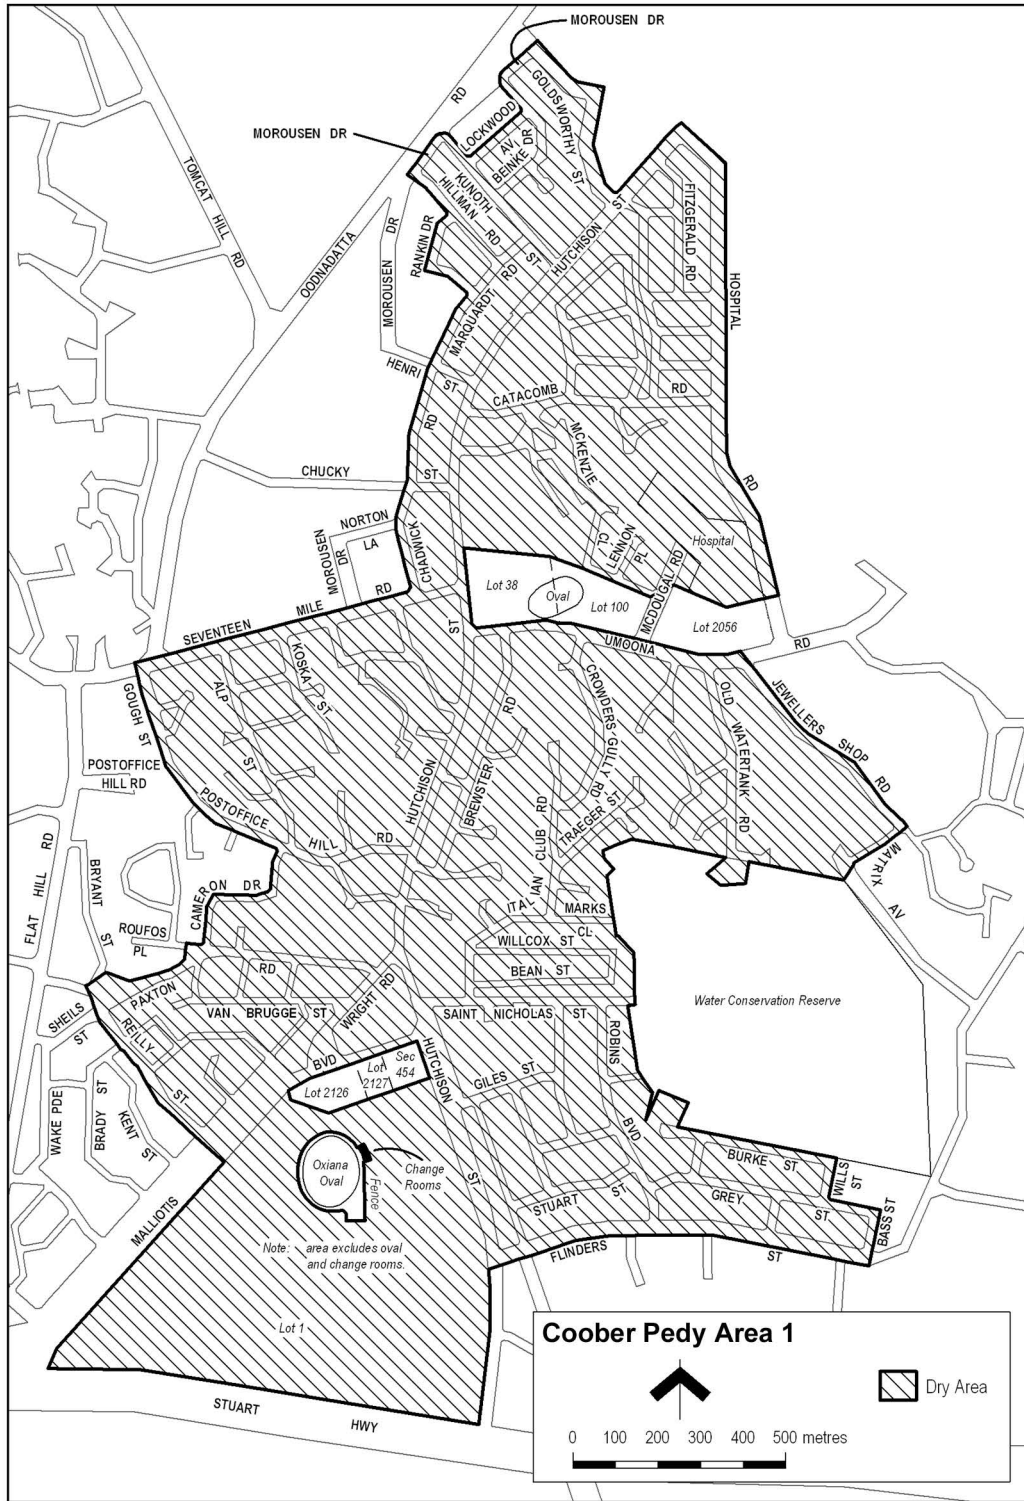 MOROUSEN DR
GOLDSWORTHY ST
LOCKWOOD
RD
MOROUSEN DR
AV
BEINKE DR
KUNOTH
HILLMAN
RD
ST
TOMCAT HILL RD
OODNADATTA
MOROUSEN DR
RANKIN DR
HUTCHISON ST
FITZGERALD RD
HOSPITAL
MARQUARDT RD
HENRI
ST
CATACOMB
RD
RD
MCKENZIE
CHUCKY
ST
RD
NORTON
LA
MOROUSEN
DR
CHADWICK
CL
LENNON
PL
Hospital
MCDOUGAL RD
Lot 38
Oval
Lot 100
Lot 2056
SEVENTEEN MILE RD
ST
UMOONA
RD
GOUGH ST
ALP
ST
KOSKA
ST
CROWDERS GULLY RD
OLD WATERTANK RD
JEWELLERS SHOP RD
POSTOFFICE
HILL RD
POSTOFFICE HILL RD
HUTCHISON
BREWSTER
RD
ITALIAN CLUB RD
TRAEGER ST
MATRIX
AV
FLAT HILL RD
BRYANT
ST
CAMERON DR
ROUFOS
PL
MARKS
CL
WILLCOX ST
BEAN ST
Water Conservation Reserve
SHEILS
ST
PAXTON
RD
REILLY
ST
VAN BRUGGE ST
WRIGHT RD
SAINT NICHOLAS ST
ROBINS
BVD
BVD
Lot 2126
Lot
2127
Sec
454
HUTCHISON
ST
GILES ST
WAKE PDE
BRADY ST
KENT
ST
BURKE ST
WILLS
ST
Oxiana
Oval
Change
Rooms
Fence
GREY
ST
STUART ST
BASS ST
MALLIOTIS
Note: area excludes oval
and change rooms.
FLINDERS
ST
Lot 1
STUART
HWY
Coober Pedy Area 1
Dry Area
0 100 200 300 400 500 metres